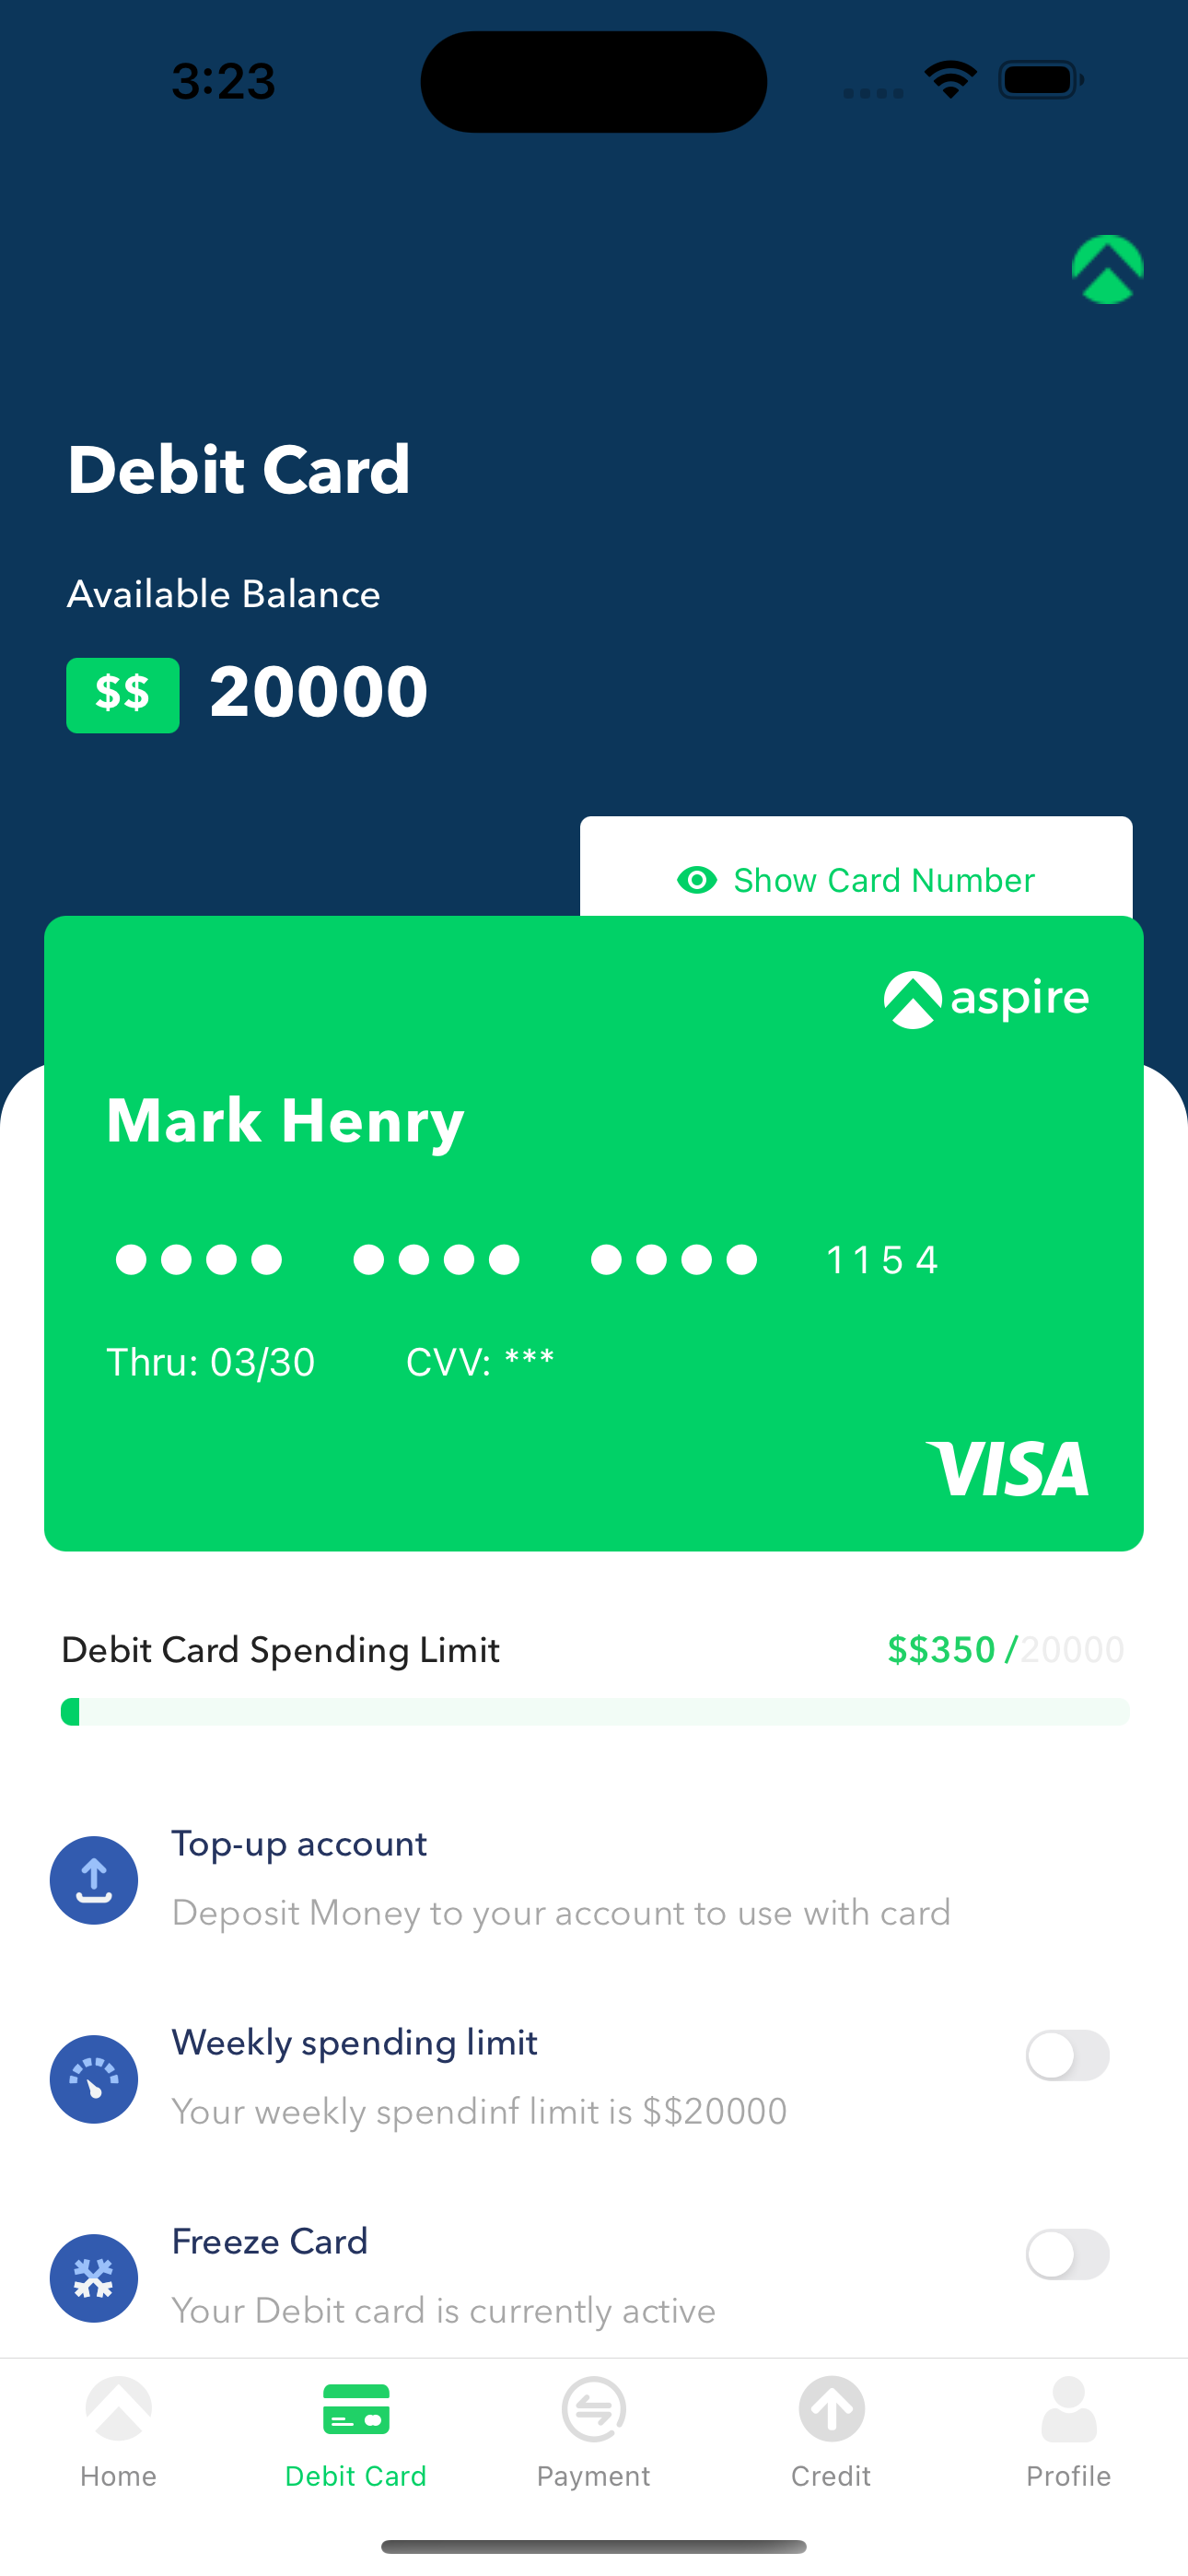 3:23
Debit Card
Available Balance
$$ 20000
Show Card Number
aspire
Mark Henry
●●●● ●●●● ●●●● 1154
Thru: 03/30 CVV: ***
VISA
Debit Card Spending Limit $$350 /20000
Top-up account
Deposit Money to your account to use with card
Weekly spending limit
Your weekly spendinf limit is $$20000
Freeze Card
Your Debit card is currently active
Home Debit Card Payment Credit Profile